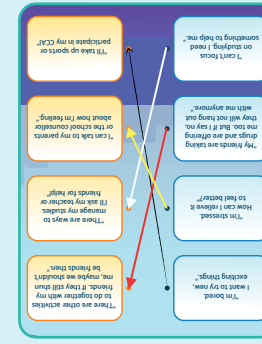 "I'm bored.
I want to try new,
exciting things."
"I'm stressed.
How can I relieve it
to feel better?"
"My friends are taking
drugs and are offering
me too. But if I say no,
they will not hang out
with me anymore."
"I can't focus
on studying. I need
something to help me."
"There are other activities
to do together with my
friends. If they still shun
me, maybe we shouldn't
be friends then."
"There are ways to
manage my studies.
I'll ask my teacher or
friends for help!"
"I can talk to my parents
or the school counsellor
about how I'm feeling."
"I'll take up sports or
participate in my CCA!"